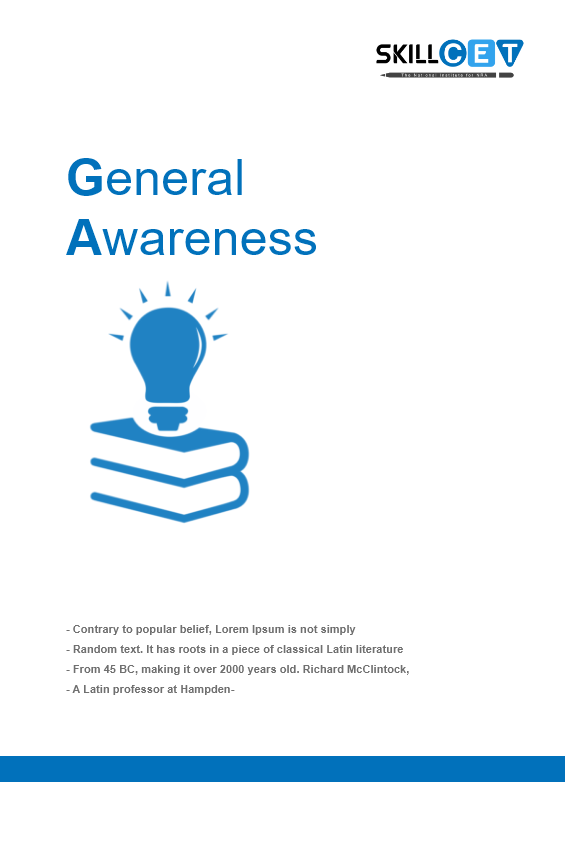 SKILLCET
The National Institute for NRA
General
Awareness
- Contrary to popular belief, Lorem Ipsum is not simply
- Random text. It has roots in a piece of classical Latin literature
- From 45 BC, making it over 2000 years old. Richard McClintock,
- A Latin professor at Hampden-